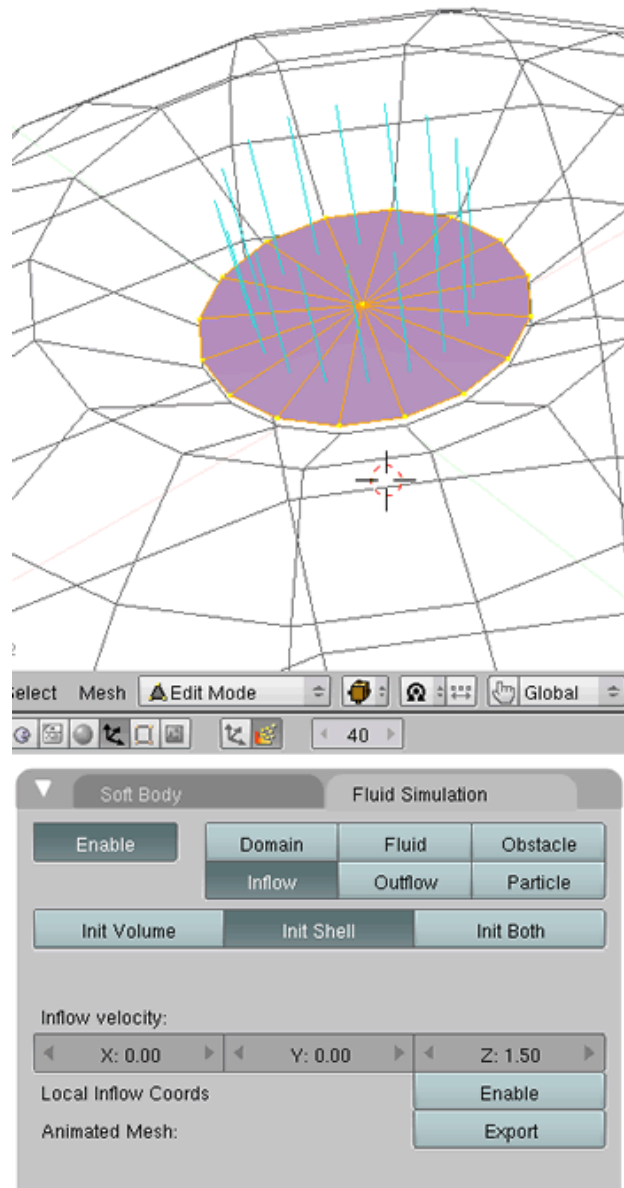 Select Mesh Edit Mode Global
40
Soft Body Fluid Simulation
Enable Domain Fluid Obstacle
Inflow Outflow Particle
Init Volume Init Shell Init Both
Inflow velocity:
X: 0.00 Y: 0.00 Z: 1.50
Local Inflow Coords Enable
Animated Mesh: Export